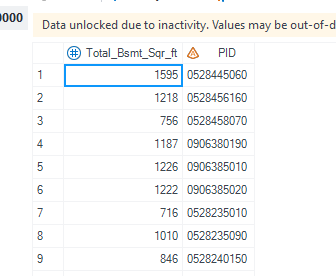 0000
Data unlocked due to inactivity. Values may be out-of-d
Total_Bsmt_Sqr_ft PID
1 1595 0528445060
2 1218 0528456160
3 756 0528458070
4 1187 0906380190
5 1226 0906385010
6 1222 0906385020
7 716 0528235010
8 1010 0528235090
9 846 0528240150